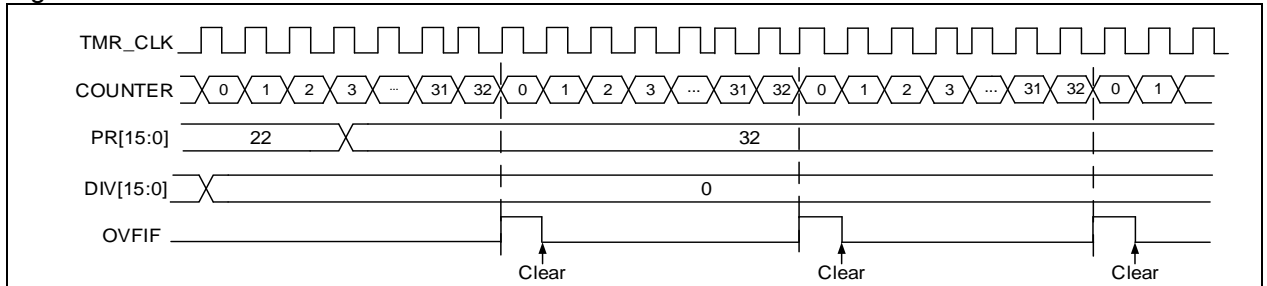 TMR_CLK
COUNTER 0 1 2 3 ... 31 32 0 1 2 3 ... 31 32 0 1 2 3 ... 31 32 0 1
PR[15:0] 22 32
DIV[15:0] 0
OVFIF
Clear Clear Clear